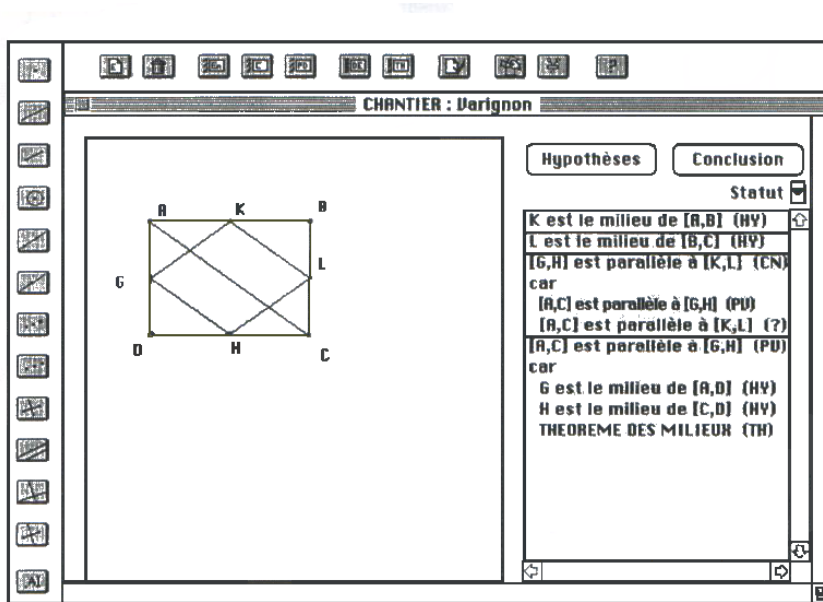 CHANTIER : Varignon
A K B
G L
D H C
Hypothèses Conclusion
Statut
K est le milieu de [A,B] (HY)
L est le milieu de [B,C] (HY)
[G,H] est parallèle à [K,L] (CN)
car
[A,C] est parallèle à [G,H] (PV)
[A,C] est parallèle à [K,L] (?)
[A,C] est parallèle à [G,H] (PV)
car
G est le milieu de [A,D] (HY)
H est le milieu de [C,D] (HY)
THEOREME DES MILIEUX (TH)